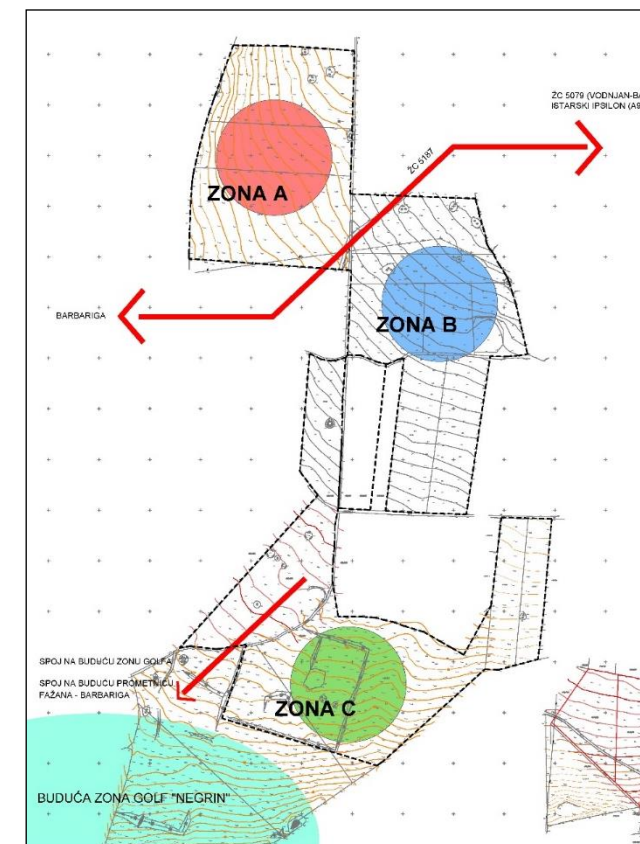 ŽC 5079 (VODNJAN-BA
ISTARSKI IPSILON (A9
ŽC 5187
ZONA A
BARBARIGA
ZONA B
SPOJ NA BUDUĆU ZONU GOLFA
SPOJ NA BUDUĆU PROMETNICU
FAŽANA - BARBARIGA
ZONA C
BUDUĆA ZONA GOLF "NEGRIN"